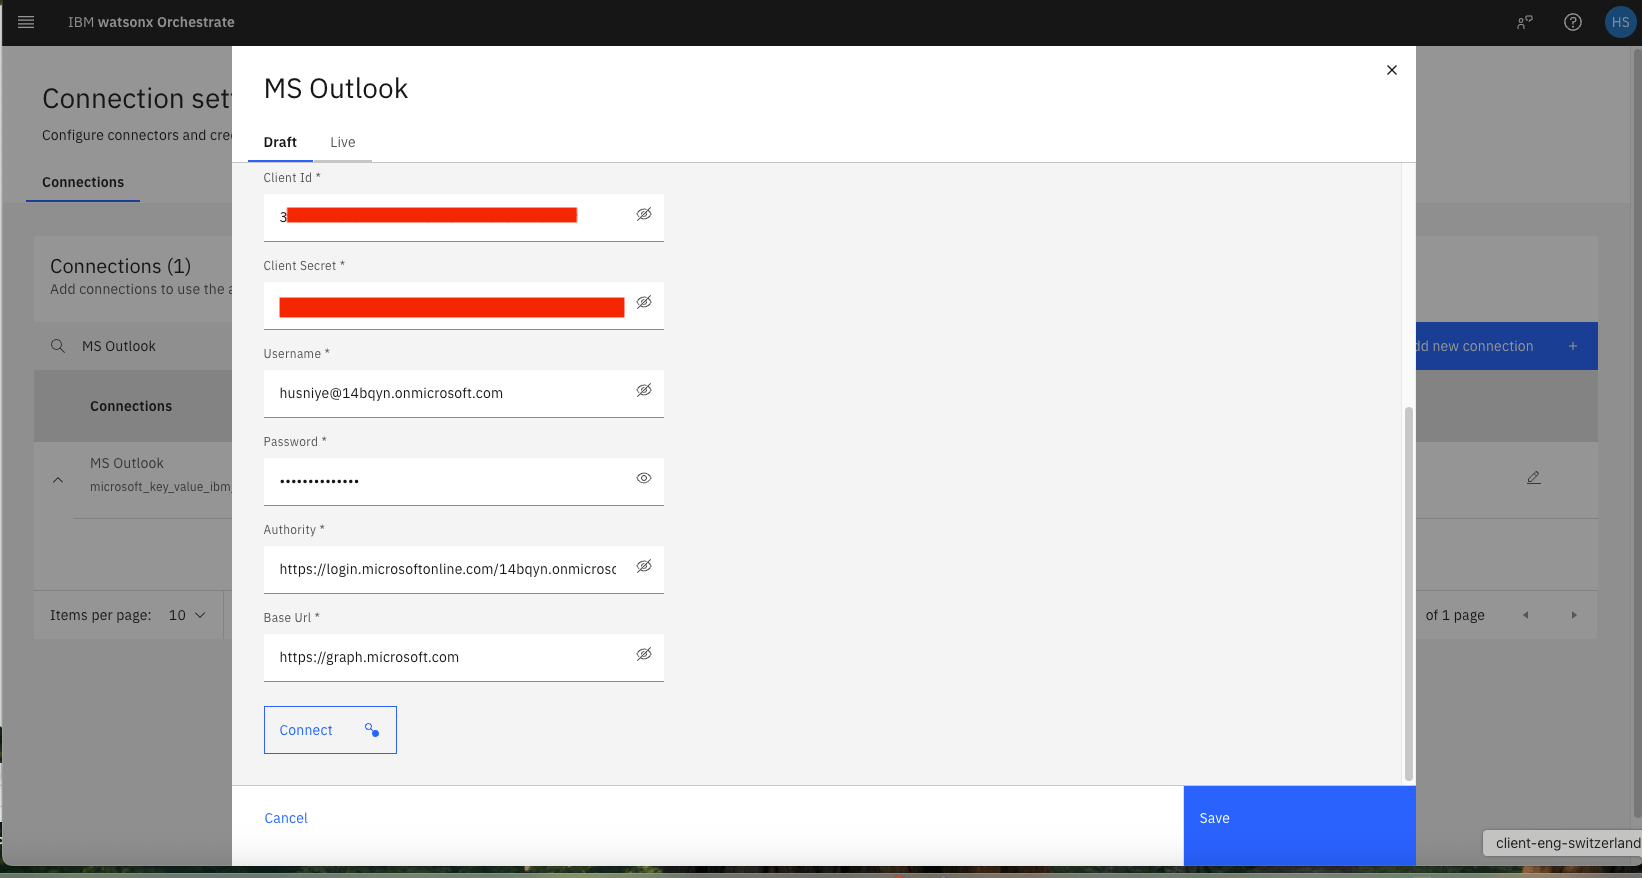 IBM watsonx Orchestrate
HS
Connection set
Configure connectors and cre
Connections
Connections (1)
Add connections to use the a
MS Outlook
dd new connection +
Connections
MS Outlook
microsoft_key_value_ibm_
Items per page: 10
of 1 page
MS Outlook
Draft Live
Client Id *
3
Client Secret *
Username *
husniye@14bqyn.onmicrosoft.com
Password *
••••••••••••••
Authority *
https://login.microsoftonline.com/14bqyn.onmicrosc
Base Url *
https://graph.microsoft.com
Connect
Cancel
Save
client-eng-switzerland